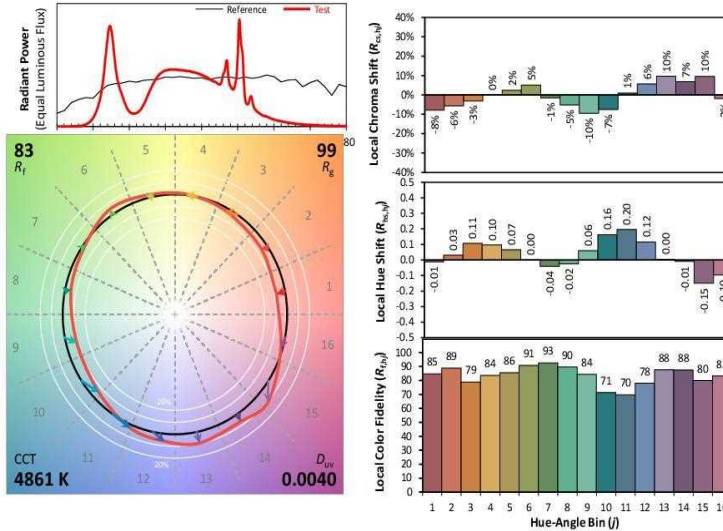 Radiant Power
(Equal Luminous Flux)
Reference Test
80
83
Rf
99
Rg
5 4
6 3
7 2
8 1
9 16
10 15
11 14
12 13
-20%
20%
CCT
4861 K
Duv
0.0040
Local Chroma Shift (Rcs,hj)
40%
30%
20%
10%
0%
-10%
-20%
-30%
-40%
-8% -6% -3% 0% 2% 5% -1% -5% -10% -7% 1% 6% 10% 7% 10%
Local Hue Shift (Rhs,hj)
0.5
0.4
0.3
0.2
0.1
0.0
-0.1
-0.2
-0.3
-0.4
-0.5
-0.01 0.03 0.11 0.10 0.07 0.00 -0.04 -0.02 0.06 0.16 0.20 0.12 0.00 -0.01 -0.15
Local Color Fidelity (Rf,hj)
100
90
80
70
60
50
40
30
20
10
0
85 89 79 84 86 91 93 90 84 71 70 78 88 88 80
1 2 3 4 5 6 7 8 9 10 11 12 13 14 15
Hue-Angle Bin (j)